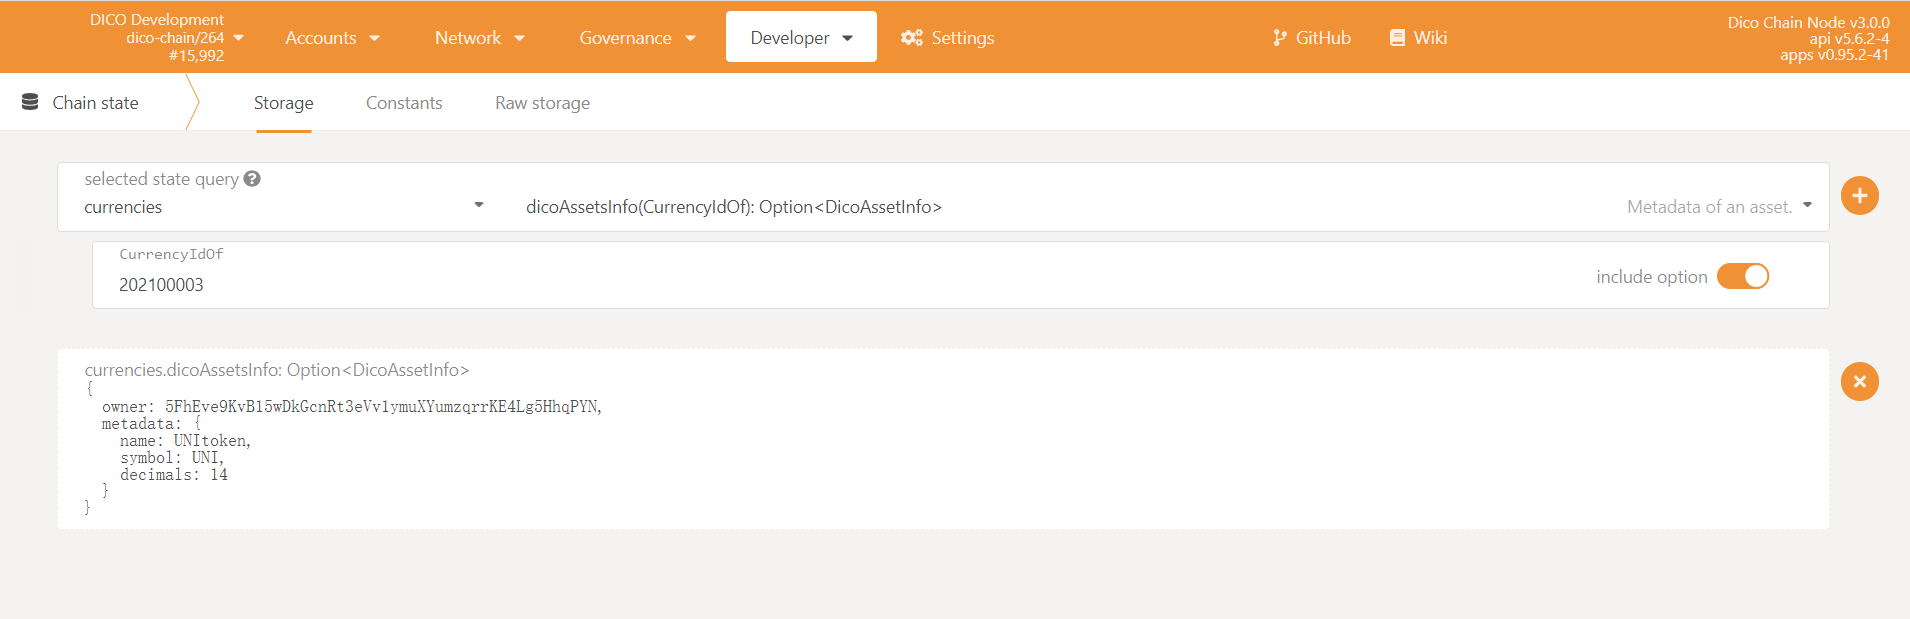 DICO Development
dico-chain/264
#15,992
Accounts
Network
Governance
Developer
Settings
GitHub
Wiki
Dico Chain Node v3.0.0
api v5.6.2-4
apps v0.95.2-41
Chain state
Storage
Constants
Raw storage
selected state query
currencies
dicoAssetsInfo(CurrencyIdOf): Option<DicoAssetInfo>
Metadata of an asset.
CurrencyIdOf
202100003
include option
currencies.dicoAssetsInfo: Option<DicoAssetInfo>
{
owner: 5FhEve9KvB15wDkGcnRt3eVv1ymuXYumzqrrKE4Lg5HhqPYN,
metadata: {
name: UNItoken,
symbol: UNI,
decimals: 14
}
}